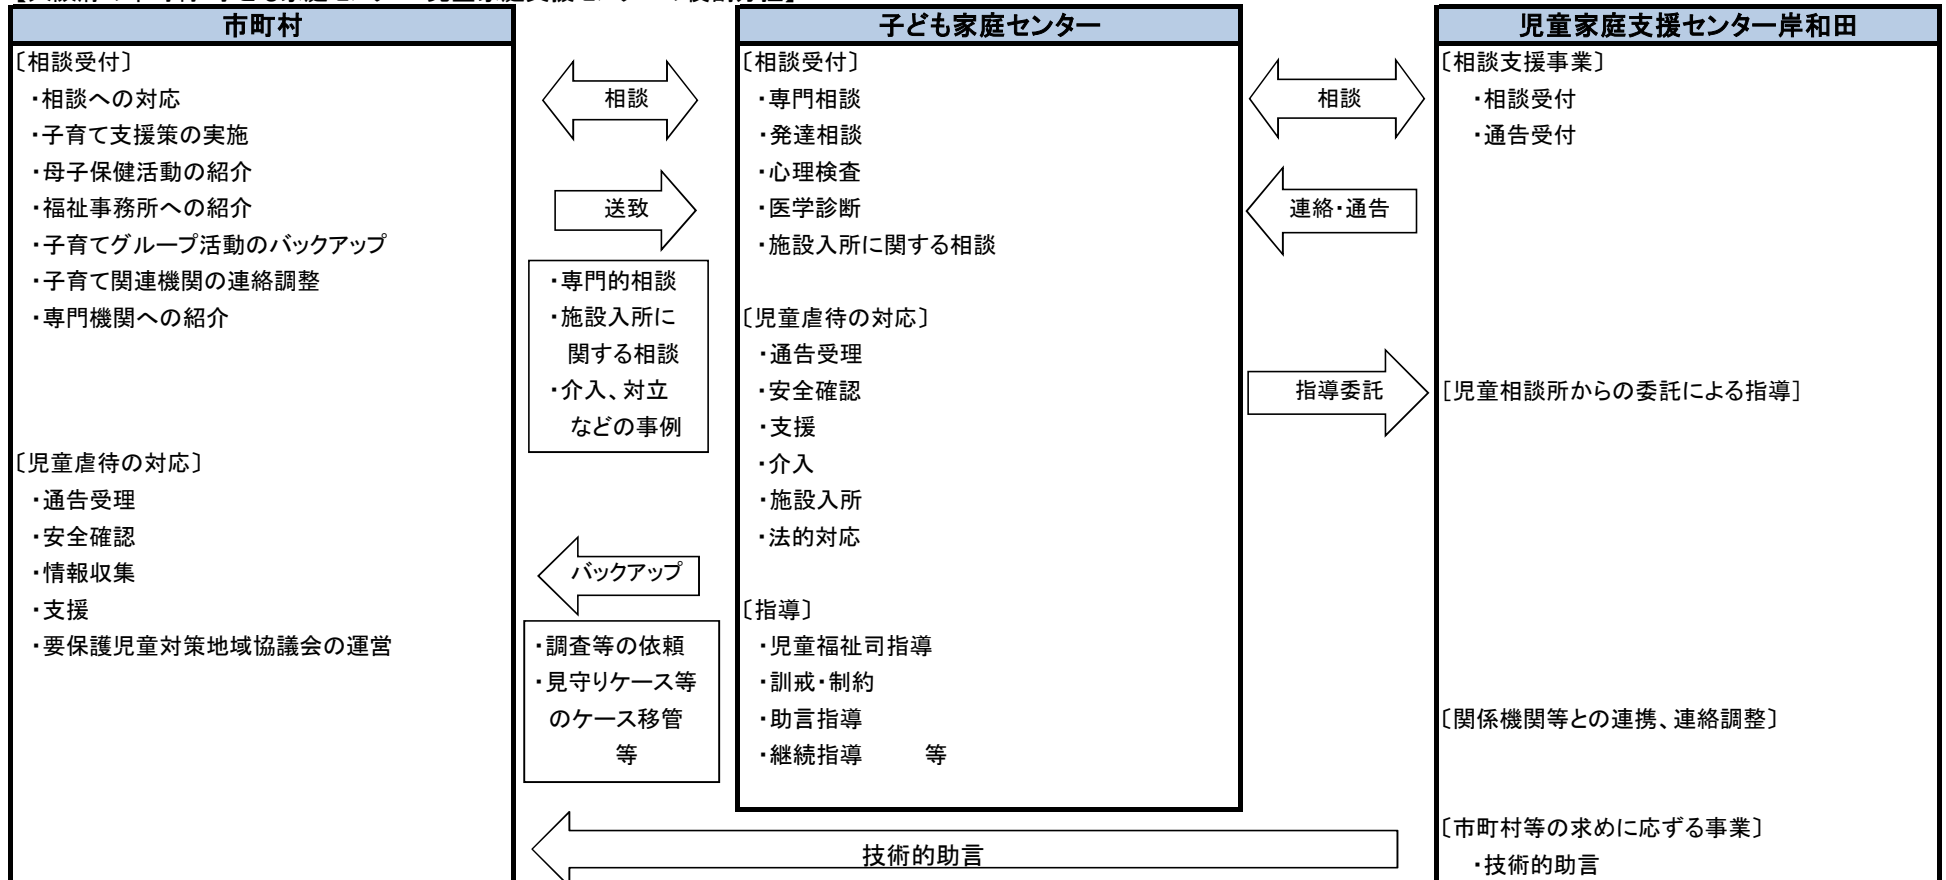 市町村
〔相談受付〕
・相談への対応
・子育て支援策の実施
・母子保健活動の紹介
・福祉事務所への紹介
・子育てグループ活動のバックアップ
・子育て関連機関の連絡調整
・専門機関への紹介
〔児童虐待の対応〕
・通告受理
・安全確認
・情報収集
・支援
・要保護児童対策地域協議会の運営
相談
送致
・専門的相談
・施設入所に
関する相談
・介入、対立
などの事例
バックアップ
・調査等の依頼
・見守りケース等
のケース移管
等
子ども家庭センター
〔相談受付〕
・専門相談
・発達相談
・心理検査
・医学診断
・施設入所に関する相談
〔児童虐待の対応〕
・通告受理
・安全確認
・支援
・介入
・施設入所
・法的対応
〔指導〕
・児童福祉司指導
・訓戒・制約
・助言指導
・継続指導　　等
相談
連絡・通告
指導委託
児童家庭支援センター岸和田
〔相談支援事業〕
・相談受付
・通告受付
［児童相談所からの委託による指導］
〔関係機関等との連携、連絡調整〕
〔市町村等の求めに応ずる事業〕
・技術的助言
技術的助言